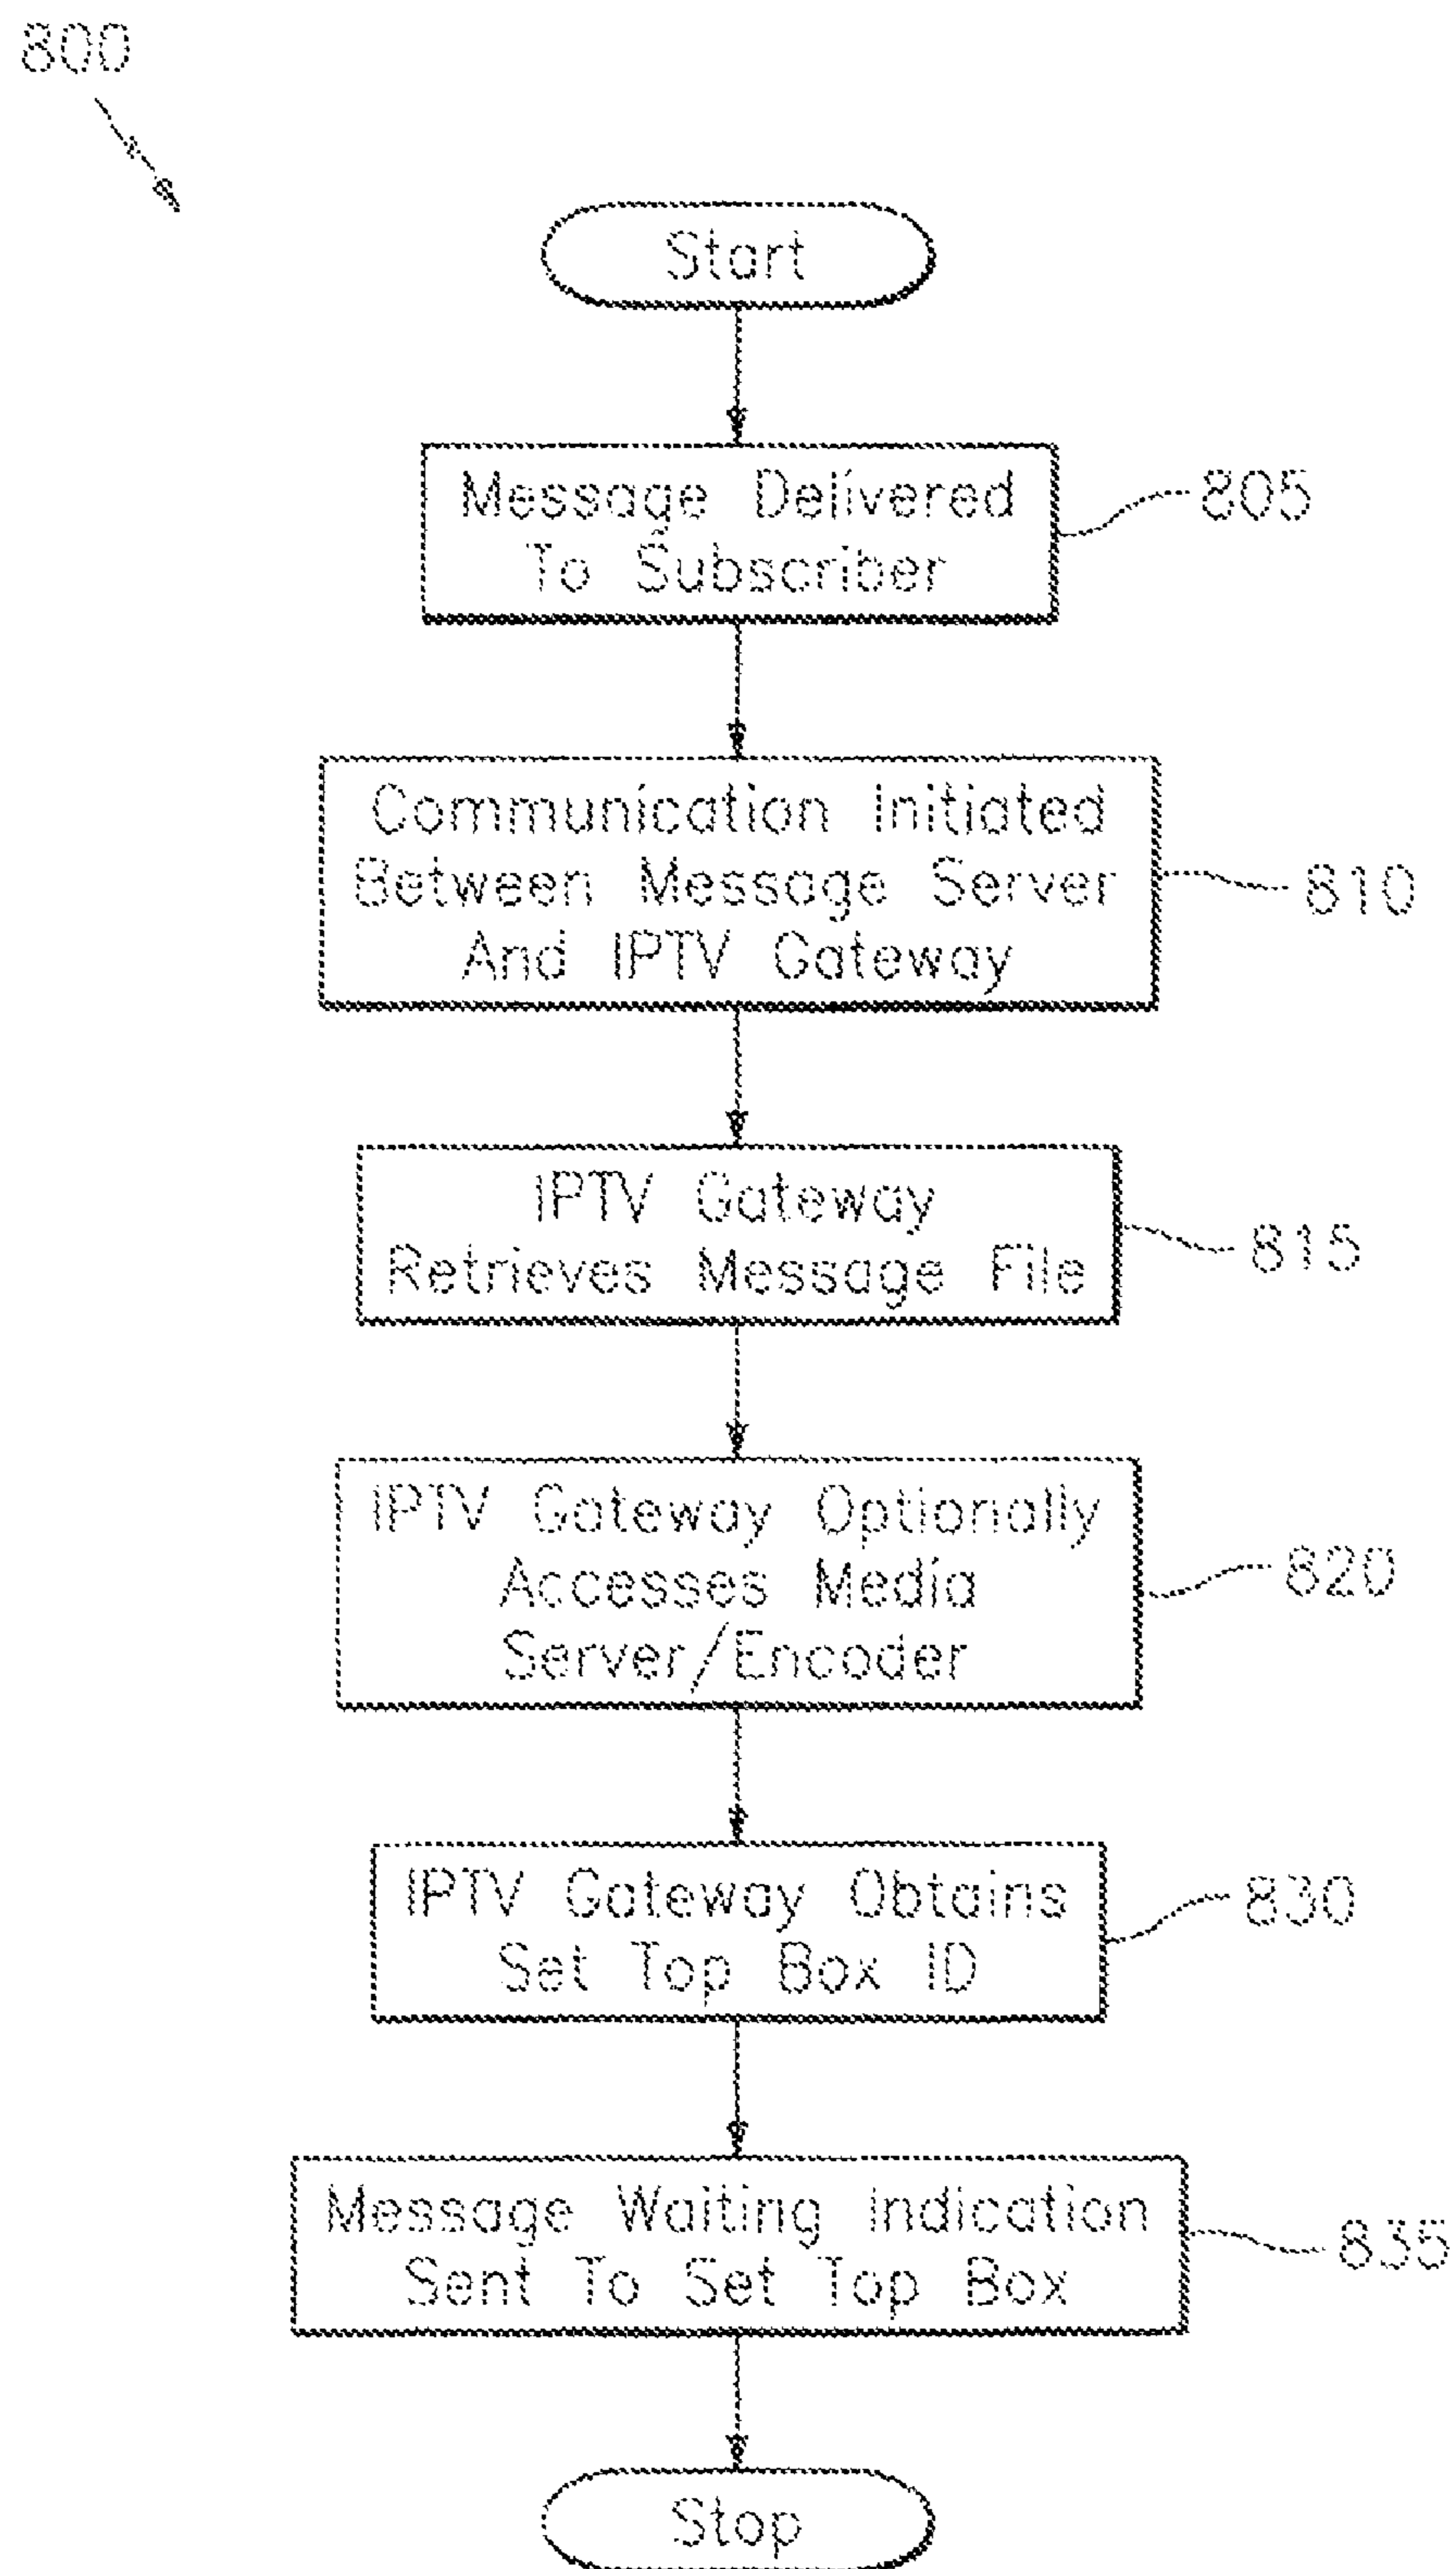 800
Start
Message Delivered
To Subscriber
805
Communication Initiated
Between Message Server
And IPTV Gateway
810
IPTV Gateway
Retrieves Message File
815
IPTV Gateway Optionally
Accesses Media
Server/Encoder
820
IPTV Gateway Obtains
Set Top Box ID
830
Message Waiting Indication
Sent To Set Top Box
835
Stop